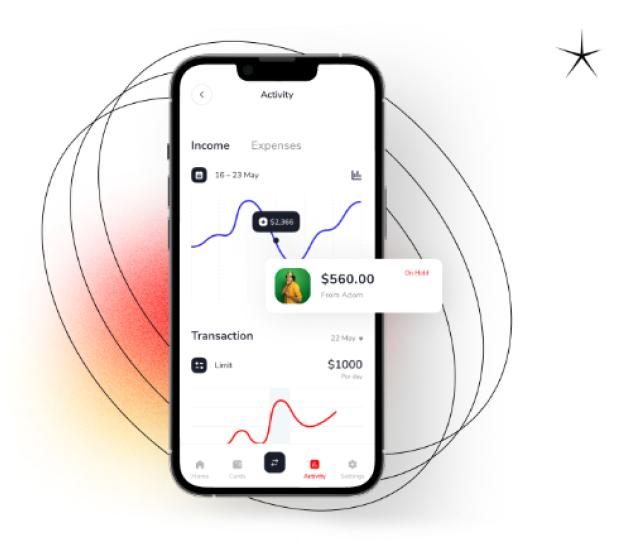 Activity
Income Expenses
16 – 23 May
$2,366
$560.00
On Hold
From Adam
Transaction
22 May
Limit
$1000
Per day
Home Cards Activity Settings